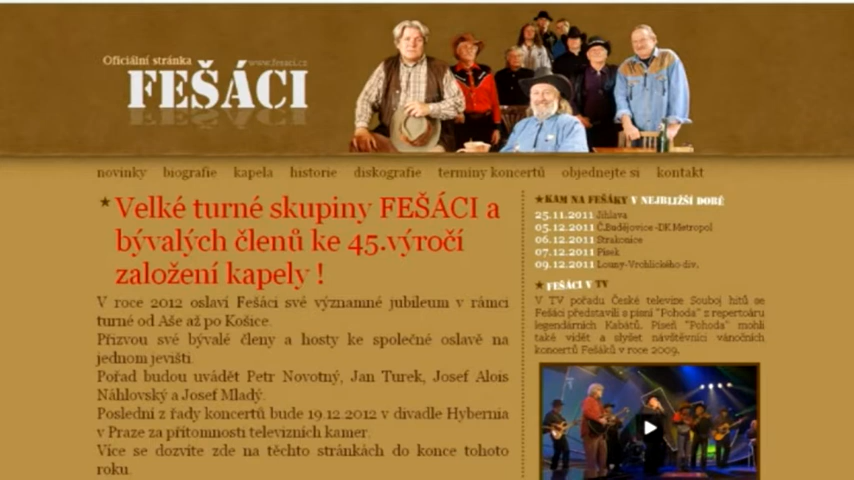 Oficiální stránka
www.fesaci.cz
FEŠÁCI
novinky biografie kapela historie diskografie termíny koncertů objednejte si kontakt
Velké turné skupiny FEŠÁCI a
bývalých členů ke 45.výročí
založení kapely !
V roce 2012 oslaví Fešáci své významné jubileum v rámci
turné od Aše až po Košice.
Přizvou své bývalé členy a hosty ke společné oslavě na
jednom jevišti.
Pořad budou uvádět Petr Novotný, Jan Turek, Josef Alois
Náhlovský a Josef Mladý.
Poslední z řady koncertů bude 19.12.2012 v divadle Hybernia
v Praze za přítomnosti televizních kamer.
Více se dozvíte zde na těchto stránkách do konce tohoto
roku.
KAM NA FEŠÁKY V NEJBLIŽŠÍ DOBĚ
25.11.2011 Jihlava
05.12.2011 Č.Budějovice-DK Metropol
06.12.2011 Strakonice
07.12.2011 Písek
09.12.2011 Louny-Vrchlického div.
FEŠÁCI V TV
V TV pořadu České televize Souboj hitů se
Fešáci představili s písní "Pohoda" z repertoáru
legendárních Kabátů. Píseň "Pohoda" mohli
také vidět a slyšet návštěvníci vánočních
koncertů Fešáků v roce 2009.